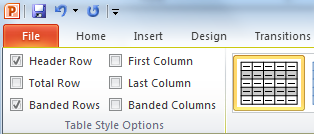 File Home Insert Design Transitions
Header Row First Column
Total Row Last Column
Banded Rows Banded Columns
Table Style Options